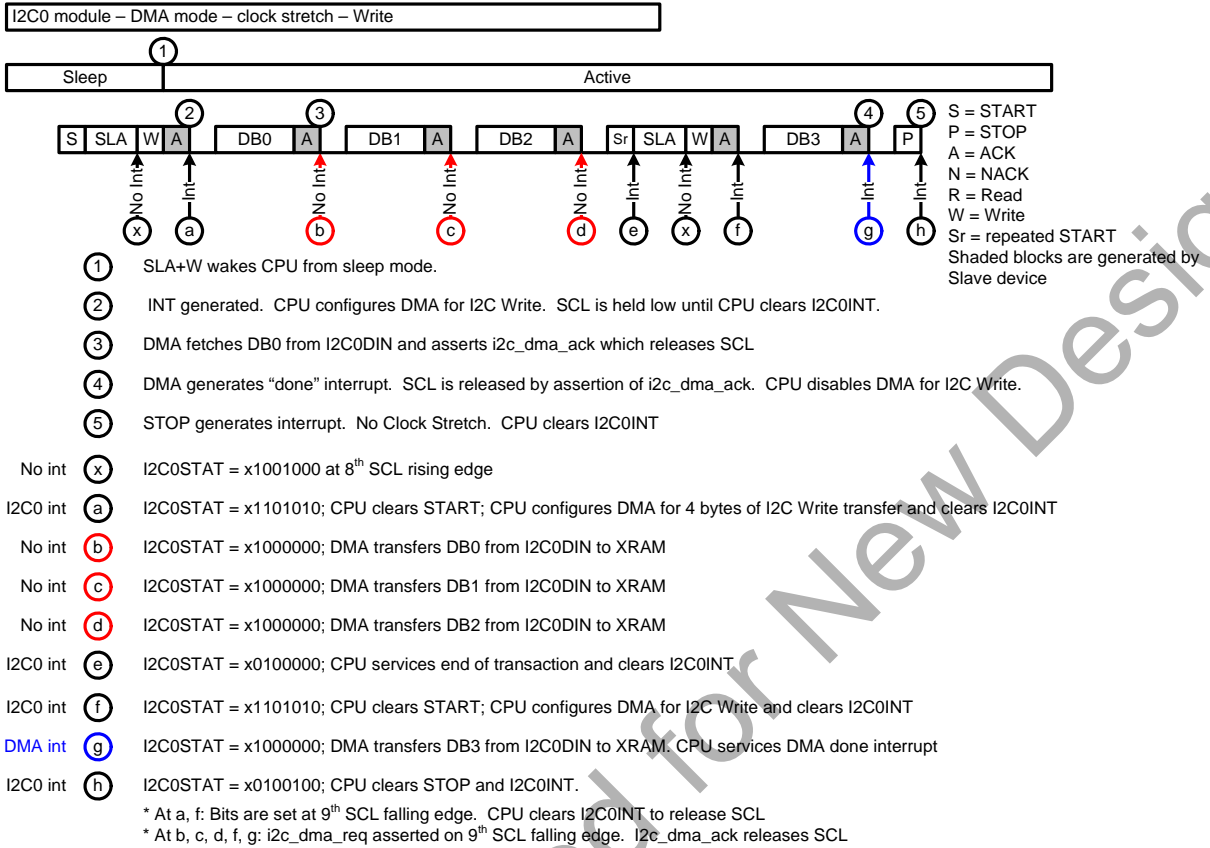 I2C0 module – DMA mode – clock stretch – Write
1
Sleep
Active
2
3
4
5
S SLA W A DB0 A DB1 A DB2 A Sr SLA W A DB3 A P
No Int
Int
No Int
No Int
No Int
Int
No Int
Int
Int
Int
x a b c d e x f g h
S = START
P = STOP
A = ACK
N = NACK
R = Read
W = Write
Sr = repeated START
Shaded blocks are generated by
Slave device
1 SLA+W wakes CPU from sleep mode.
2 INT generated. CPU configures DMA for I2C Write. SCL is held low until CPU clears I2C0INT.
3 DMA fetches DB0 from I2C0DIN and asserts i2c_dma_ack which releases SCL
4 DMA generates “done” interrupt. SCL is released by assertion of i2c_dma_ack. CPU disables DMA for I2C Write.
5 STOP generates interrupt. No Clock Stretch. CPU clears I2C0INT
No int x I2C0STAT = x1001000 at 8th SCL rising edge
I2C0 int a I2C0STAT = x1101010; CPU clears START; CPU configures DMA for 4 bytes of I2C Write transfer and clears I2C0INT
No int b I2C0STAT = x1000000; DMA transfers DB0 from I2C0DIN to XRAM
No int c I2C0STAT = x1000000; DMA transfers DB1 from I2C0DIN to XRAM
No int d I2C0STAT = x1000000; DMA transfers DB2 from I2C0DIN to XRAM
I2C0 int e I2C0STAT = x0100000; CPU services end of transaction and clears I2C0INT
I2C0 int f I2C0STAT = x1101010; CPU clears START; CPU configures DMA for I2C Write and clears I2C0INT
DMA int g I2C0STAT = x1000000; DMA transfers DB3 from I2C0DIN to XRAM. CPU services DMA done interrupt
I2C0 int h I2C0STAT = x0100100; CPU clears STOP and I2C0INT.
* At a, f: Bits are set at 9th SCL falling edge. CPU clears I2C0INT to release SCL
* At b, c, d, f, g: i2c_dma_req asserted on 9th SCL falling edge. I2c_dma_ack releases SCL
for New